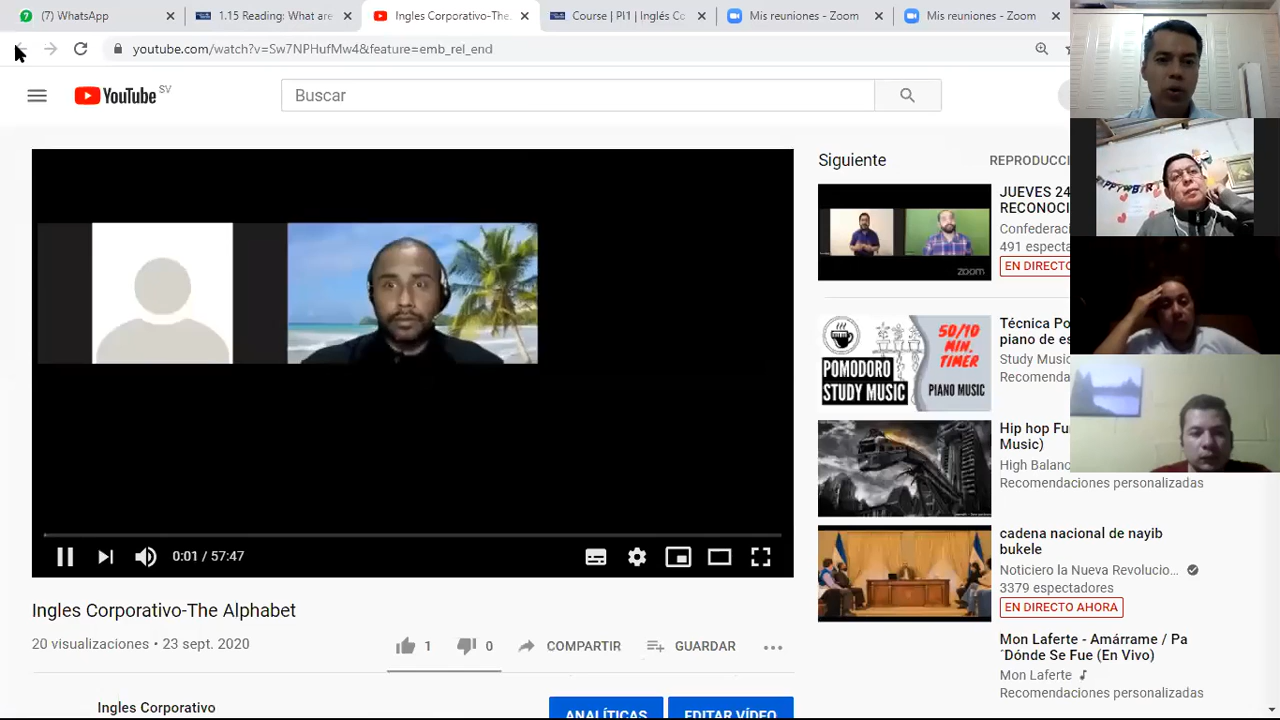 (7) WhatsApp
1.15 Reading: What ar
Ingles Corporativo-The
Course | PI1 | Inglés C
Mis reuniones - Zoom
Mis reuniones - Zoom
youtube.com/watch?v=Sw7NPHufMw4&feature=emb_rel_end
YouTube SV
Buscar
Siguiente
REPRODUCCI
JUEVES 24
RECONOCI
Confederac
491 especta
EN DIRECTO
zoom
Técnica Po
piano de es
Study Music
Recomenda
50/10
MIN.
TIMER
POMODORO
STUDY MUSIC
PIANO MUSIC
Hip hop Fu
Music)
High Balanc
Recomendaciones personalizadas
cadena nacional de nayib
bukele
Noticiero la Nueva Revolucio...
3379 espectadores
EN DIRECTO AHORA
Mon Laferte - Amárrame / Pa
´Dónde Se Fue (En Vivo)
Mon Laferte
Recomendaciones personalizadas
0:01 / 57:47
Ingles Corporativo-The Alphabet
20 visualizaciones • 23 sept. 2020
1
0
COMPARTIR
GUARDAR
Ingles Corporativo
ANALÍTICAS
EDITAR VÍDEO